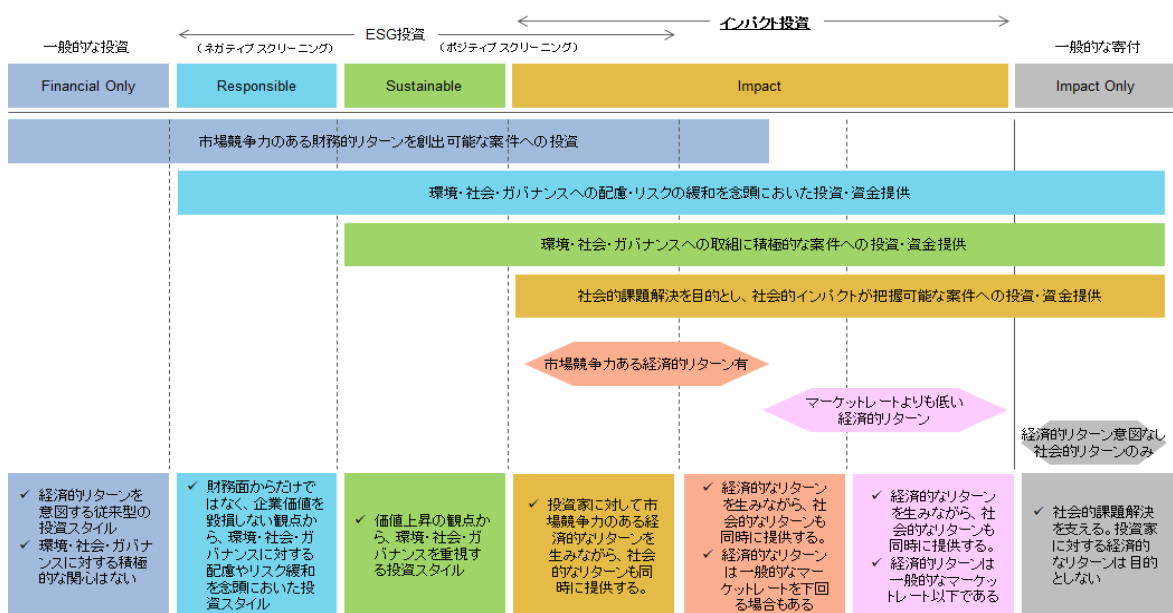 インパクト投資
ESG投資
一般的な投資
(ネガティブスクリーニング)
(ポジティブスクリーニング)
一般的な寄付
Financial Only
Responsible
Sustainable
Impact
Impact Only
市場競争力のある財務的リターンを創出可能な案件への投資
環境・社会・ガバナンスへの配慮・リスクの緩和を念頭においた投資・資金提供
環境・社会・ガバナンスへの取組に積極的な案件への投資・資金提供
社会的課題解決を目的とし、社会的インパクトが把握可能な案件への投資・資金提供
市場競争力ある経済的リターン有
マーケットレートよりも低い
経済的リターン
経済的リターン意図なし
社会的リターンのみ
✓ 経済的リターンを
意図する従来型の
投資スタイル
✓ 環境・社会・ガバナ
ンスに対する積極
的な関心はない
✓ 財務面からだけで
はなく、企業価値を
毀損しない観点か
ら、環境・社会・ガ
バナンスに対する
配慮やリスク緩和
を念頭においた投
資スタイル
✓ 価値上昇の観点か
ら、環境・社会・ガ
バナンスを重視す
る投資スタイル
✓ 投資家に対して市
場競争力のある経
済的なリターンを
生みながら、社会
的なリターンも同
時に提供する。
✓ 経済的なリターン
を生みながら、社
会的なリターンも
同時に提供する。
✓ 経済的なリターン
は一般的なマー
ケットレートを下回
る場合もある
✓ 経済的なリターン
を生みながら、社
会的なリターンも
同時に提供する。
✓ 経済的リターンは
一般的なマーケッ
トレート以下である
✓ 社会的課題解決
を支える。投資家
に対する経済的
なリターンは目的
としない